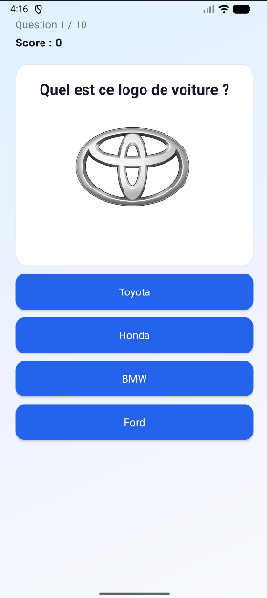 4:16
Question 1 / 10
Score : 0
Quel est ce logo de voiture ?
Toyota
Honda
BMW
Ford